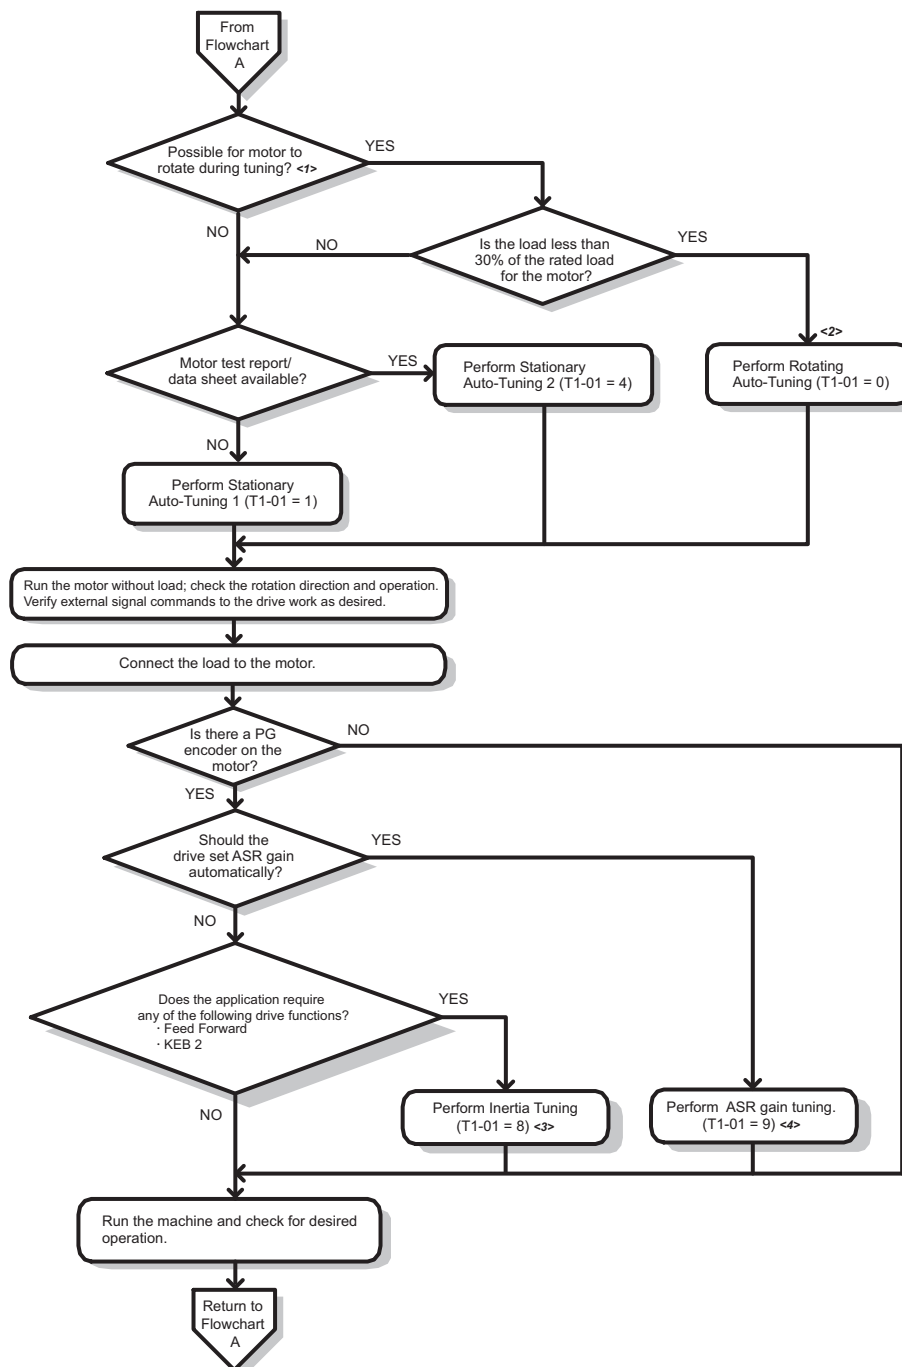 From
Flowchart
A
Possible for motor to
rotate during tuning? <1>
YES
NO
Is the load less than
30% of the rated load
for the motor?
NO
YES
<2>
Motor test report/
data sheet available?
YES
Perform Stationary
Auto-Tuning 2 (T1-01 = 4)
Perform Rotating
Auto-Tuning (T1-01 = 0)
NO
Perform Stationary
Auto-Tuning 1 (T1-01 = 1)
Run the motor without load; check the rotation direction and operation.
Verify external signal commands to the drive work as desired.
Connect the load to the motor.
Is there a PG
encoder on the
motor?
NO
YES
Should the
drive set ASR gain
automatically?
YES
NO
Does the application require
any of the following drive functions?
· Feed Forward
· KEB 2
YES
NO
Perform Inertia Tuning
(T1-01 = 8) <3>
Perform ASR gain tuning.
(T1-01 = 9) <4>
Run the machine and check for desired
operation.
Return to
Flowchart
A